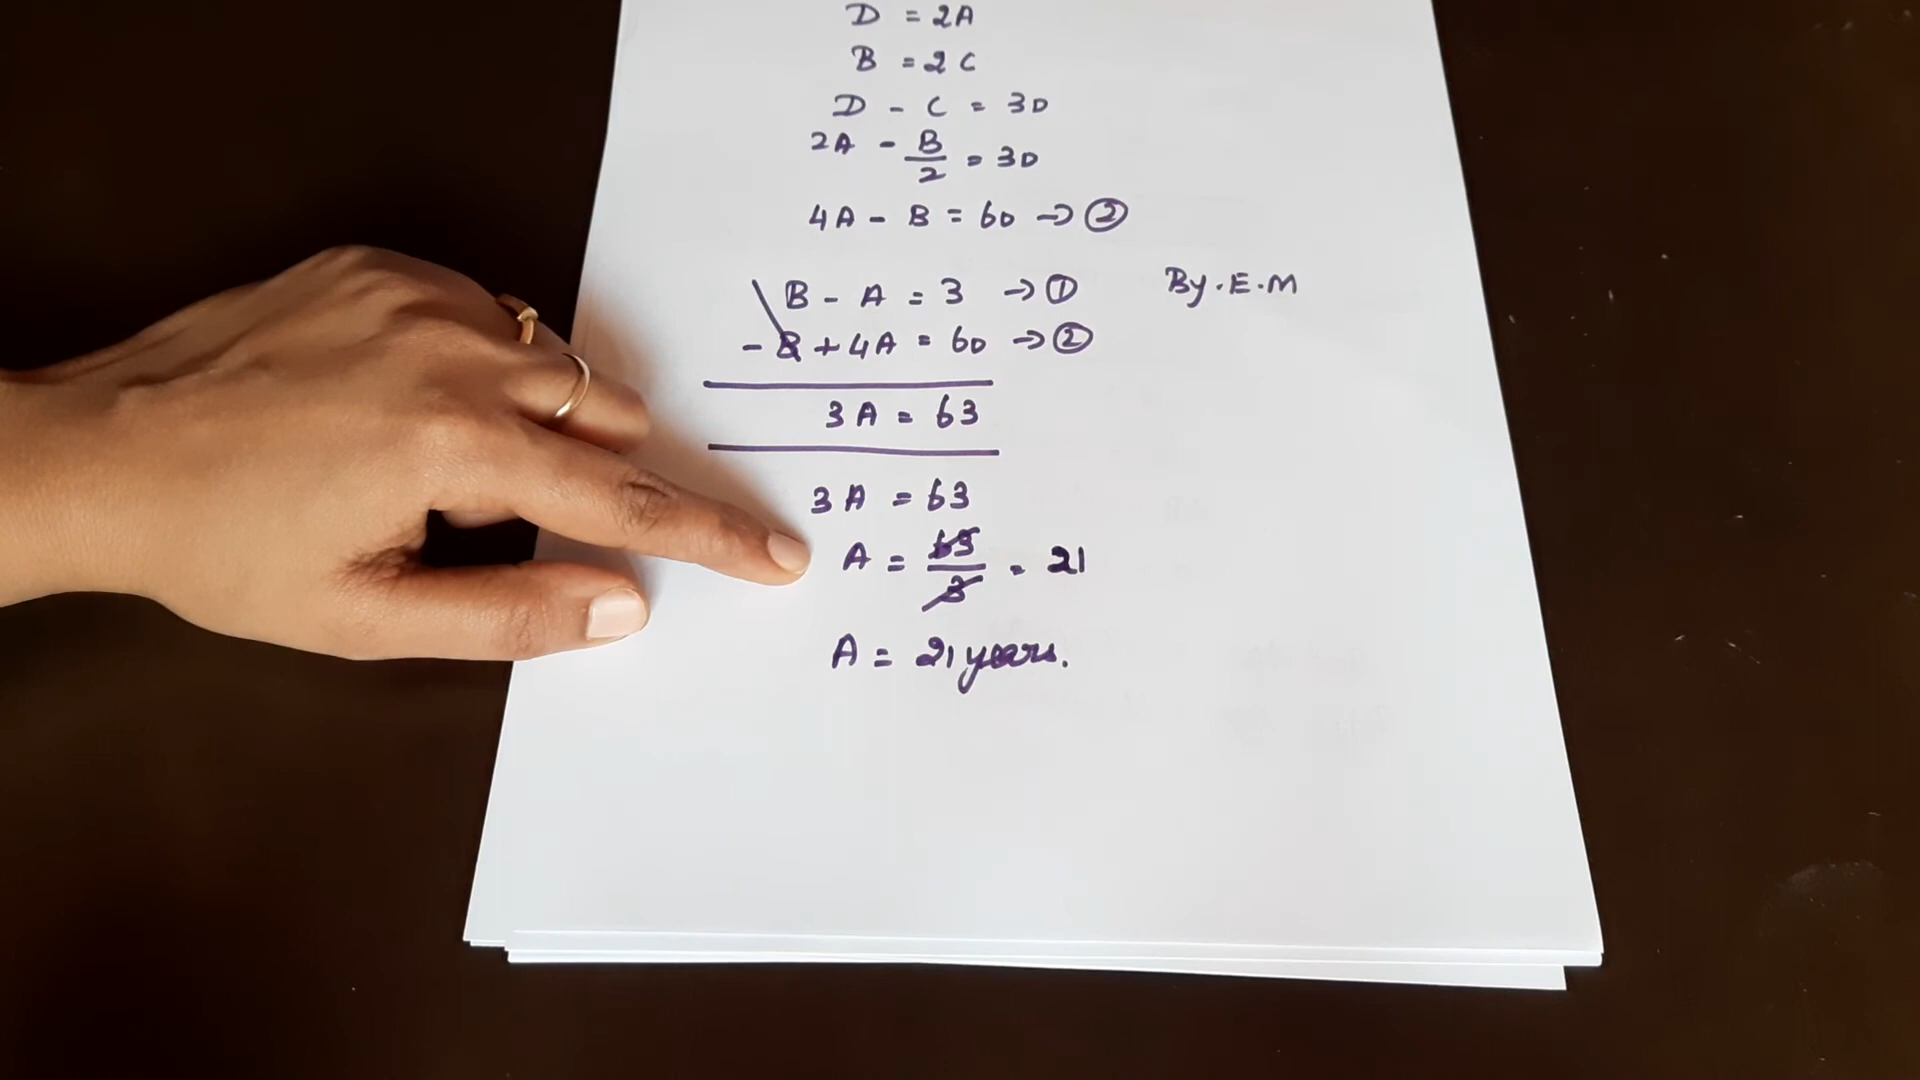 D = 2A
B = 2C
D - C = 30
2A - B/2 = 30
4A - B = 60 → ②
B - A = 3 → ① By.E.M
- B + 4A = 60 → ②
3A = 63
3A = 63
A = 63/3 = 21
A = 21 years.